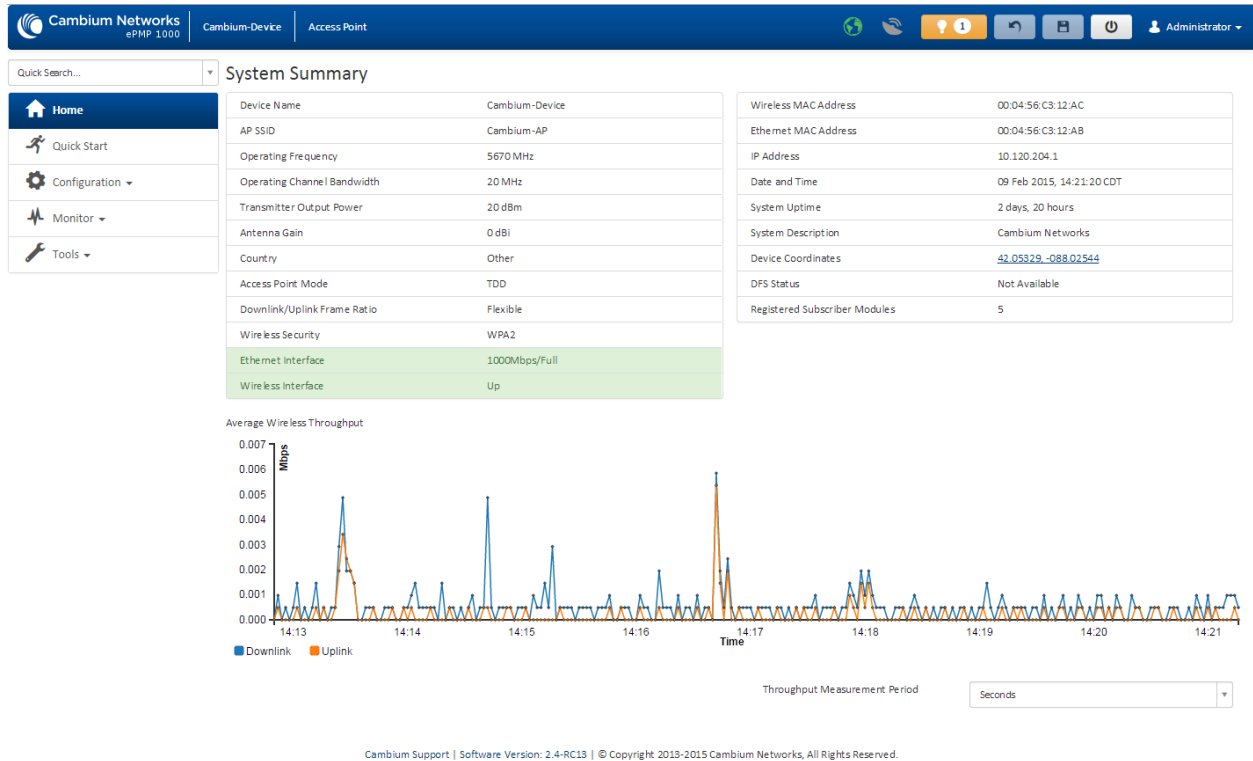 Cambium Networks
ePMP 1000
Cambium-Device
Access Point
1
Administrator
Quick Search...
Home
Quick Start
Configuration
Monitor
Tools
System Summary
Device Name Cambium-Device
AP SSID Cambium-AP
Operating Frequency 5670 MHz
Operating Channel Bandwidth 20 MHz
Transmitter Output Power 20 dBm
Antenna Gain 0 dBi
Country Other
Access Point Mode TDD
Downlink/Uplink Frame Ratio Flexible
Wireless Security WPA2
Ethernet Interface 1000Mbps/Full
Wireless Interface Up
Wireless MAC Address 00:04:56:C3:12:AC
Ethernet MAC Address 00:04:56:C3:12:AB
IP Address 10.120.204.1
Date and Time 09 Feb 2015, 14:21:20 CDT
System Uptime 2 days, 20 hours
System Description Cambium Networks
Device Coordinates 42.05329, -088.02544
DFS Status Not Available
Registered Subscriber Modules 5
Average Wireless Throughput
Mbps
0.007
0.006
0.005
0.004
0.003
0.002
0.001
0.000
14:13 14:14 14:15 14:16 14:17 14:18 14:19 14:20 14:21
Time
Downlink Uplink
Throughput Measurement Period Seconds
Cambium Support | Software Version: 2.4-RC13 | © Copyright 2013-2015 Cambium Networks, All Rights Reserved.